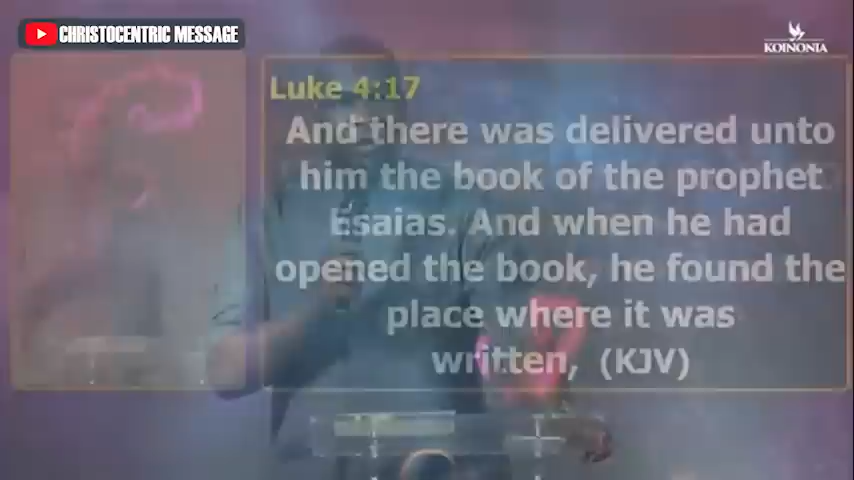 CHRISTOCENTRIC MESSAGE
KOINONIA
Luke 4:17
And there was delivered unto
him the book of the prophet
Esaias. And when he had
opened the book, he found the
place where it was
written, (KJV)